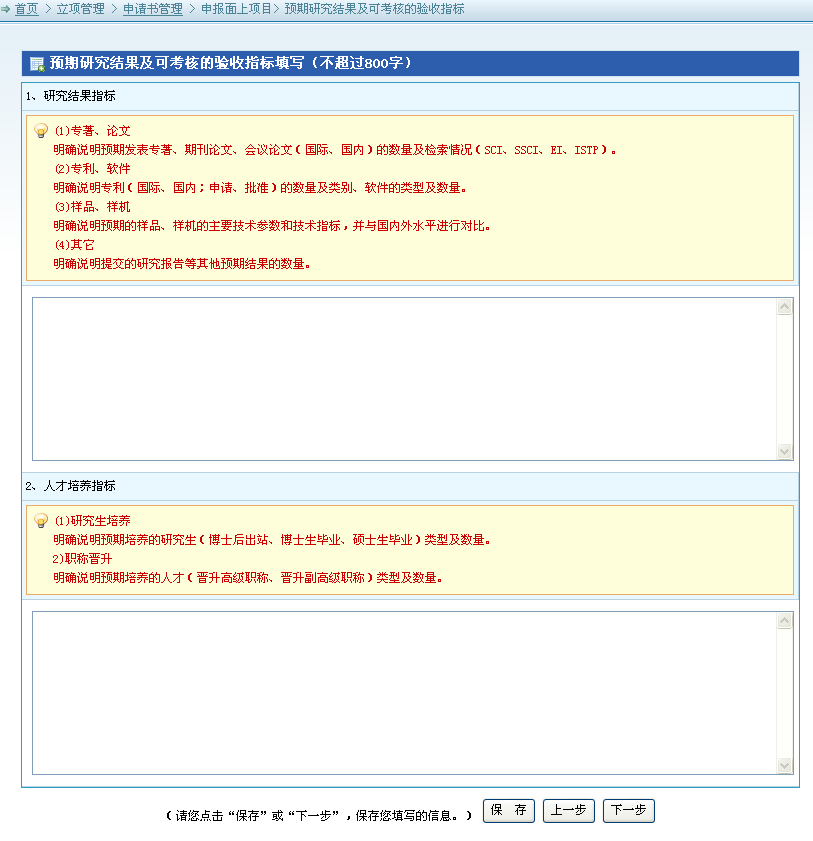 首页 > 立项管理 > 申请书管理 > 申报面上项目> 预期研究结果及可考核的验收指标
预期研究结果及可考核的验收指标填写（不超过800字）
1、研究结果指标
(1)专著、论文
明确说明预期发表专著、期刊论文、会议论文（国际、国内）的数量及检索情况（SCI、SSCI、EI、ISTP）。
(2)专利、软件
明确说明专利（国际、国内；申请、批准）的数量及类别、软件的类型及数量。
(3)样品、样机
明确说明预期的样品、样机的主要技术参数和技术指标，并与国内外水平进行对比。
(4)其它
明确说明提交的研究报告等其他预期结果的数量。
2、人才培养指标
(1)研究生培养
明确说明预期培养的研究生（博士后出站、博士生毕业、硕士生毕业）类型及数量。
2)职称晋升
明确说明预期培养的人才（晋升高级职称、晋升副高级职称）类型及数量。
（请您点击“保存”或“下一步”，保存您填写的信息。） 保 存 上一步 下一步